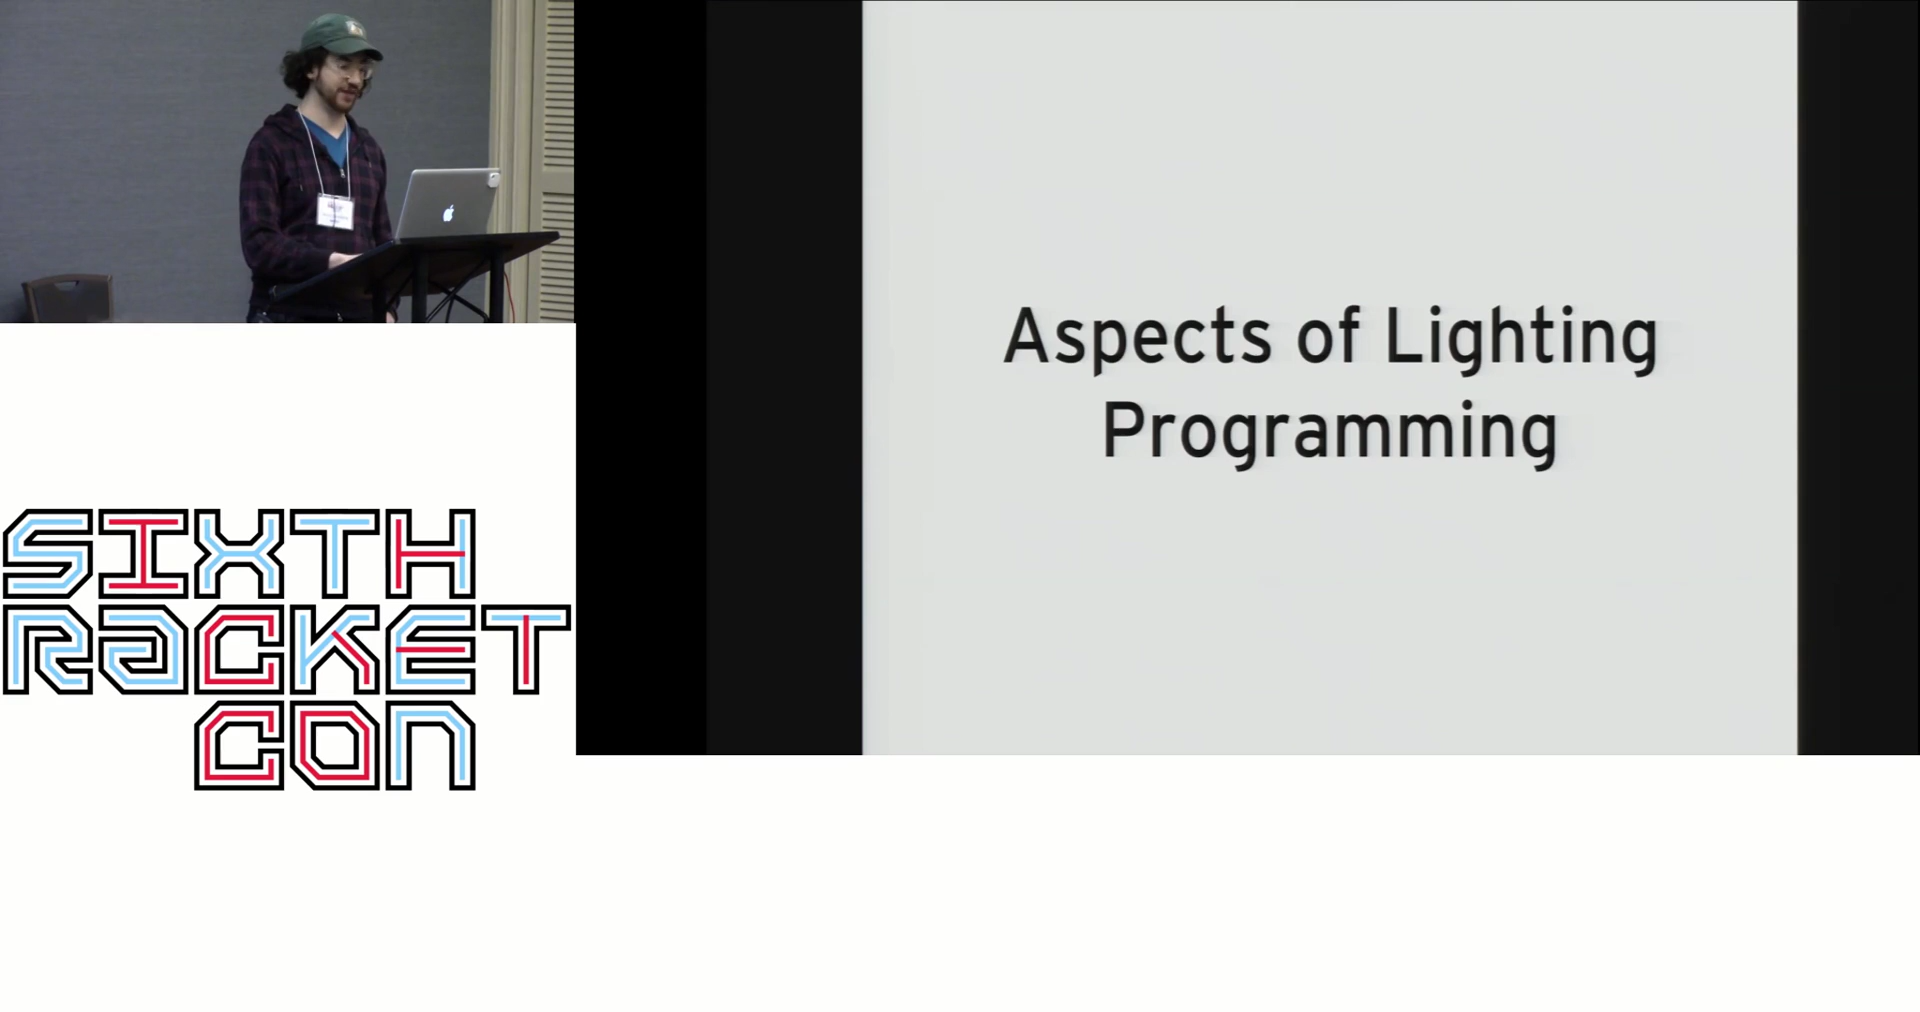 Aspects of Lighting
Programming
SIXTH
RACKET
CON